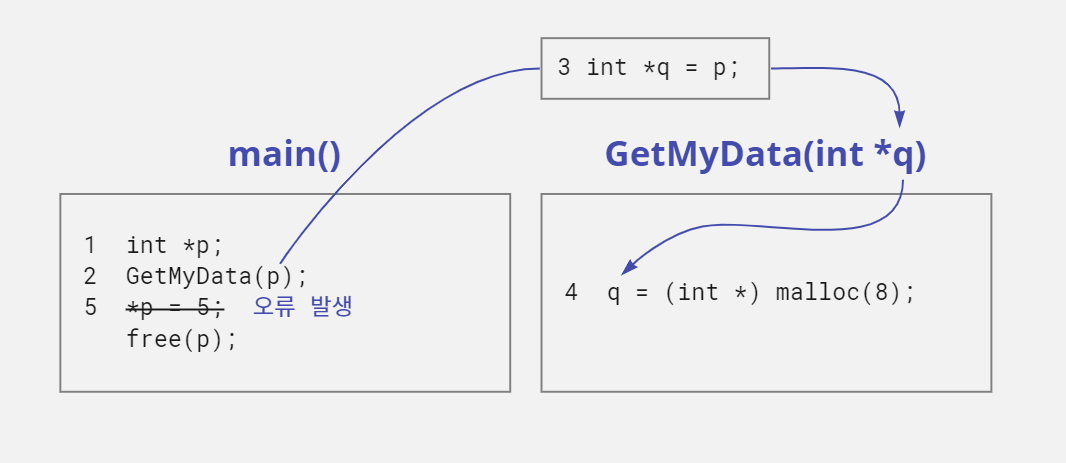 3 int *q = p;
main()
GetMyData(int *q)
1 int *p;
2 GetMyData(p);
5 *p = 5; 오류 발생
free(p);
4 q = (int *) malloc(8);